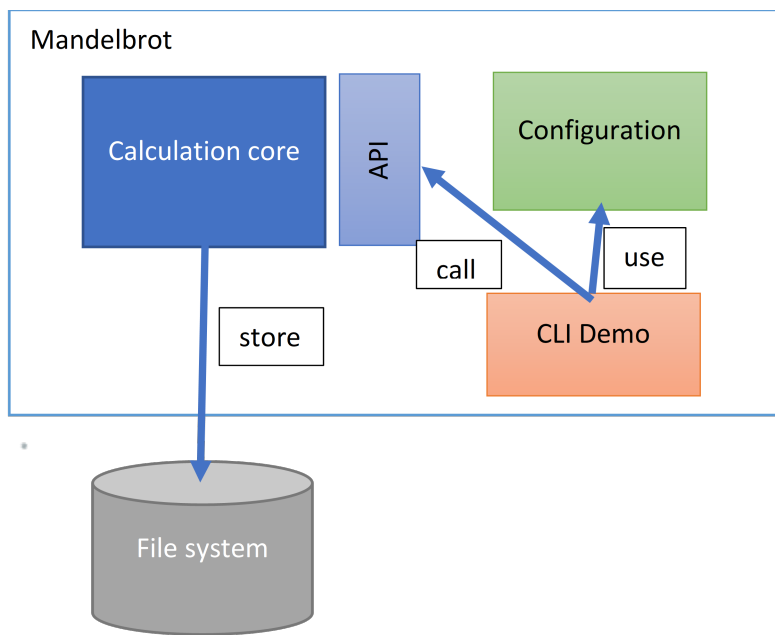 Mandelbrot
Calculation core
API
Configuration
call
use
store
CLI Demo
File system